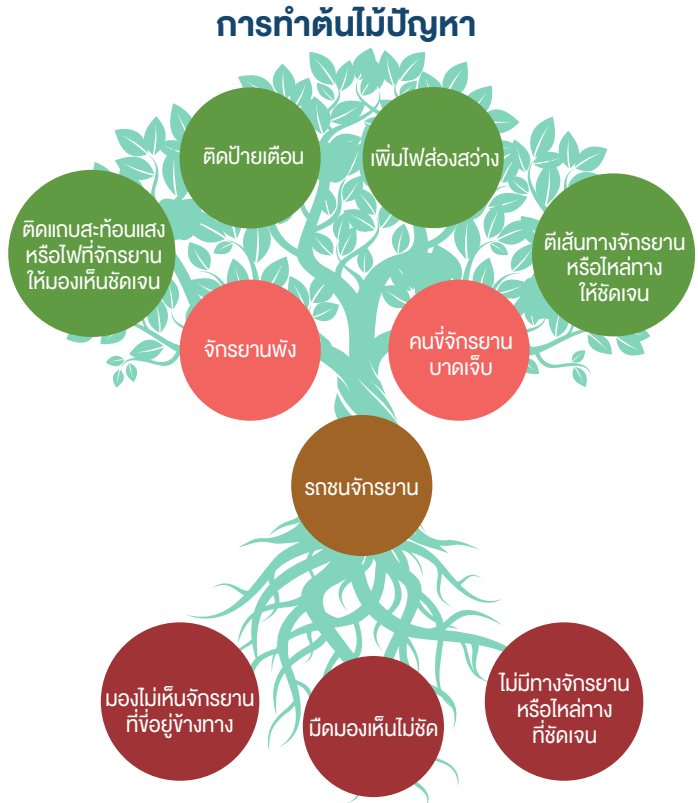 การทำต้นไม้ปัญหา
ติดป้ายเตือน
เพิ่มไฟส่องสว่าง
ติดแถบสะท้อนแสง
หรือไฟที่จักรยาน
ให้มองเห็นชัดเจน
ตีเส้นทางจักรยาน
หรือไหล่ทาง
ให้ชัดเจน
จักรยานพัง
คนขี่จักรยาน
บาดเจ็บ
รถชนจักรยาน
มองไม่เห็นจักรยาน
ที่ขี่อยู่ข้างทาง
มืดมองเห็นไม่ชัด
ไม่มีทางจักรยาน
หรือไหล่ทาง
ที่ชัดเจน